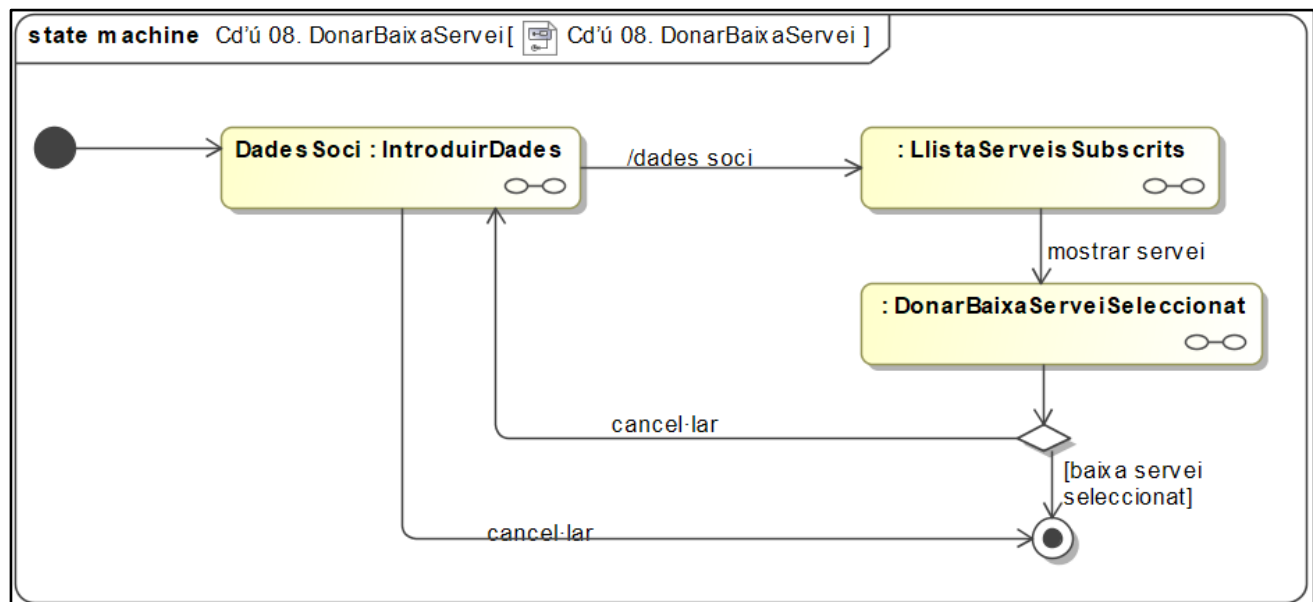 state machine Cd'ú 08. DonarBaixaServei[ Cd'ú 08. DonarBaixaServei ]
DadesSoci : IntroduirDades
/dades soci
: LlistaServeisSubscrits
mostrar servei
: DonarBaixaServeiSeleccionat
cancel·lar
[baixa servei
seleccionat]
cancel·lar